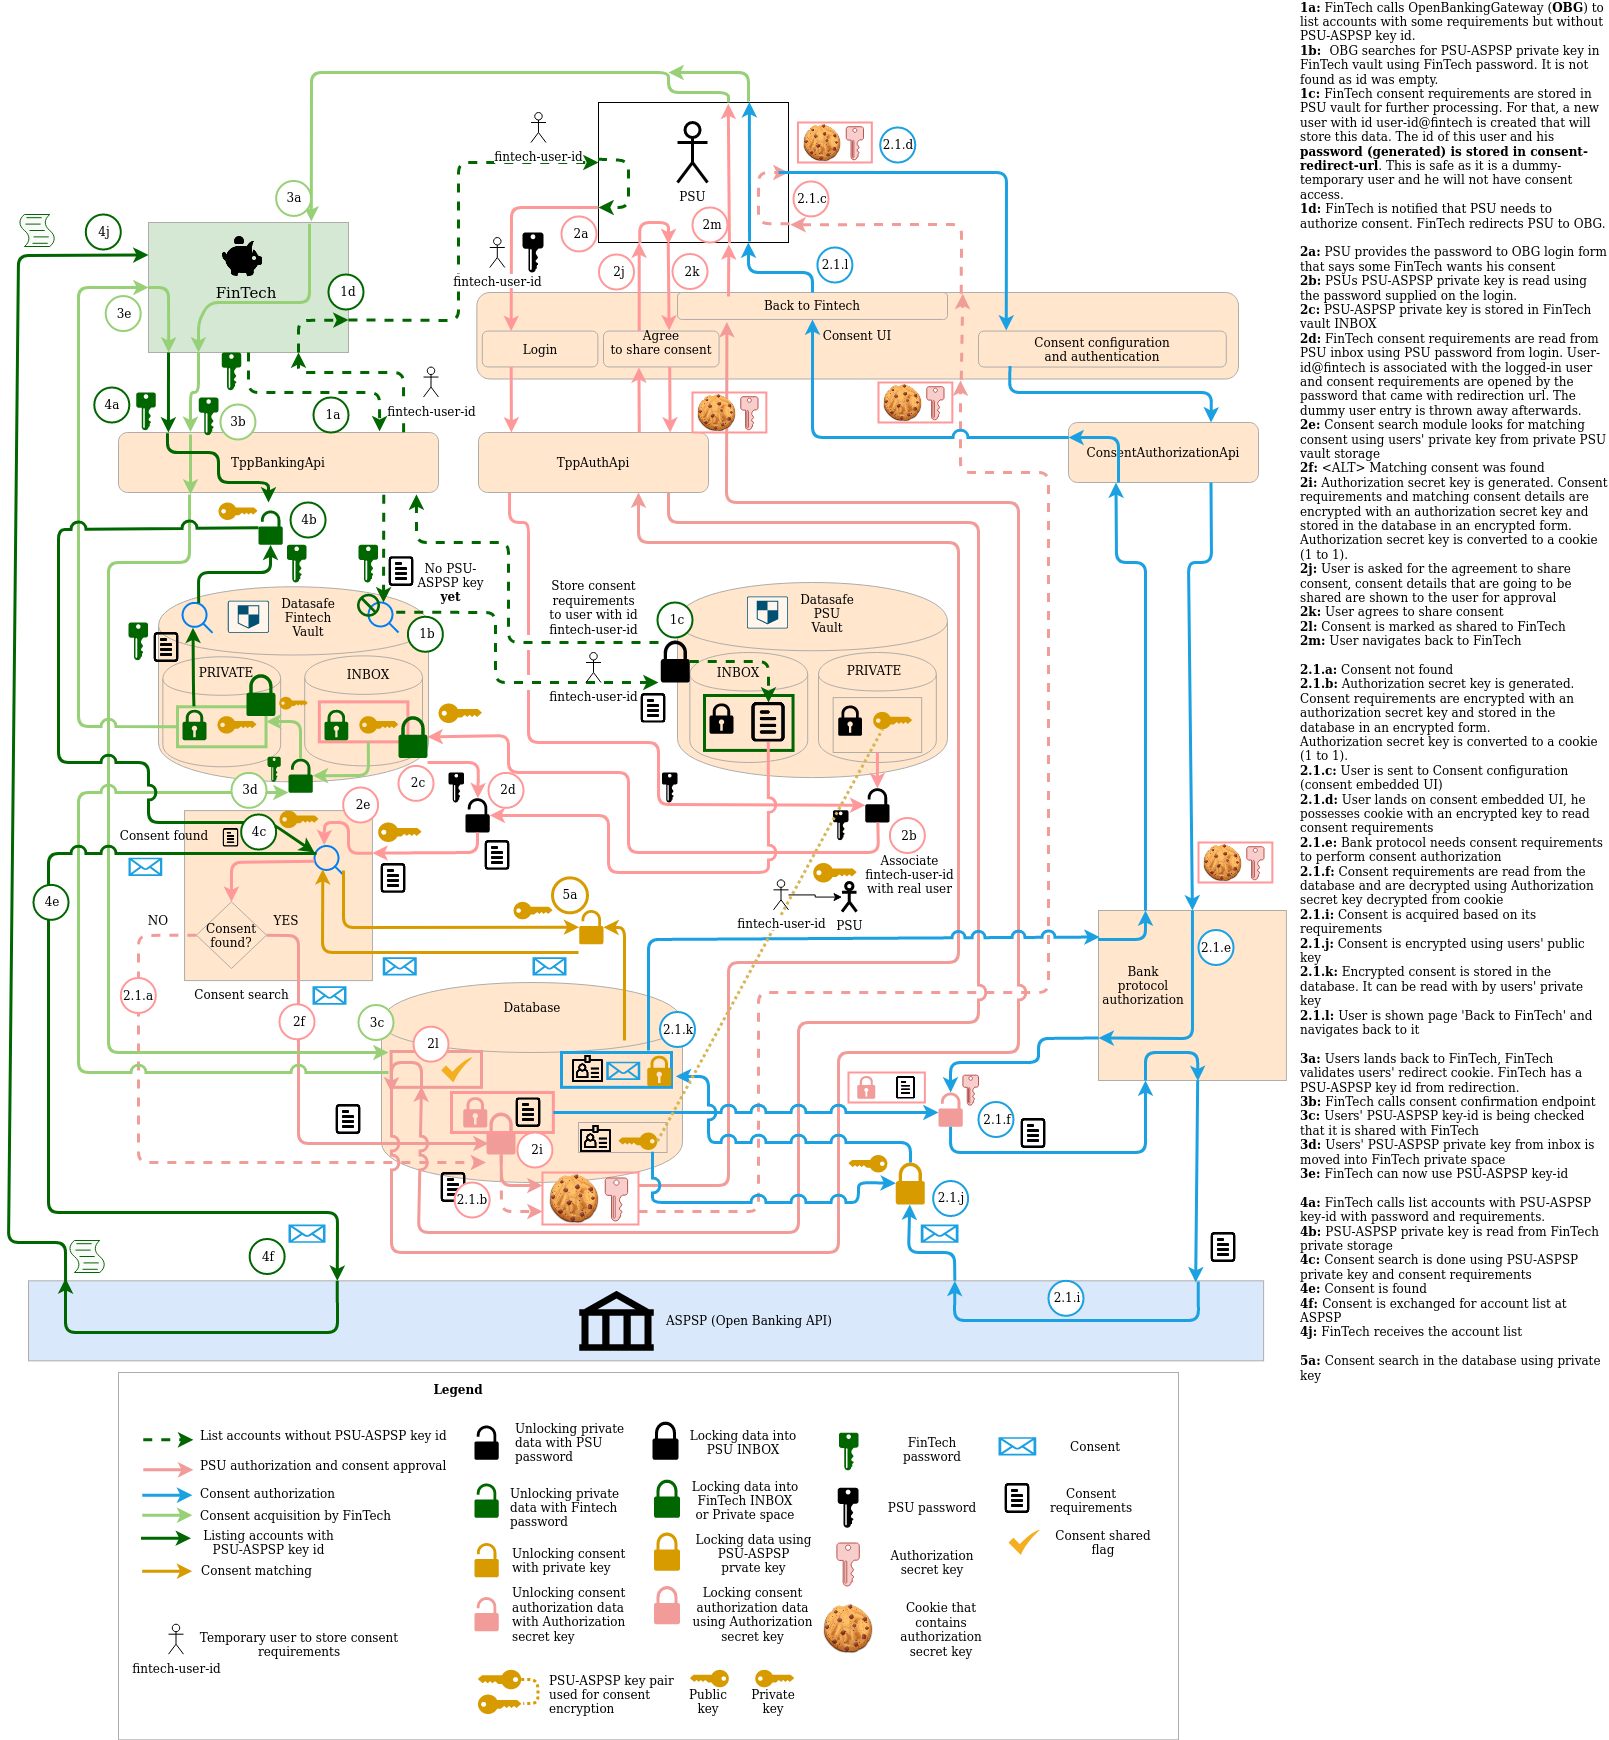 fintech-user-id
PSU
2.1.d
2.1.c
3a
4j
2a
2m
FinTech
fintech-user-id
2j
2k
2.1.l
1d
3e
Back to Fintech
Consent UI
Login
Agree
to share consent
Consent configuration
and authentication
4a
3b
1a
fintech-user-id
TppBankingApi
TppAuthApi
ConsentAuthorizationApi
4b
No PSU-
ASPSP key
yet
Datasafe
Fintech
Vault
1b
Store consent
requirements
to user with id
fintech-user-id
1c
Datasafe
PSU
Vault
PRIVATE
INBOX
fintech-user-id
INBOX
PRIVATE
3d
2c
2d
2e
Consent found
4c
2b
Associate
fintech-user-id
with real user
4e
NO
YES
Consent
found?
5a
fintech-user-id
PSU
2.1.e
2.1.a
Consent search
2f
3c
Database
2.1.k
Bank
protocol
authorization
2l
2i
2.1.f
2.1.b
2.1.j
4f
2.1.i
ASPSP (Open Banking API)
Legend
List accounts without PSU-ASPSP key id
PSU authorization and consent approval
Consent authorization
Consent acquisition by FinTech
Listing accounts with
PSU-ASPSP key id
Consent matching
Temporary user to store consent
requirements
fintech-user-id
Unlocking private
data with PSU
password
Unlocking private
data with Fintech
password
Unlocking consent
with private key
Unlocking consent
authorization data
with Authorization
secret key
PSU-ASPSP key pair
used for consent
encryption
Locking data into
PSU INBOX
Locking data into
FinTech INBOX
or Private space
Locking data using
PSU-ASPSP
prvate key
Locking consent
authorization data
using Authorization
secret key
Public
key
Private
key
FinTech
password
PSU password
Authorization
secret key
Cookie that
contains
authorization
secret key
Consent
Consent
requirements
Consent shared
flag
1a: FinTech calls OpenBankingGateway (OBG) to
list accounts with some requirements but without
PSU-ASPSP key id.
1b:  OBG searches for PSU-ASPSP private key in
FinTech vault using FinTech password. It is not
found as id was empty.
1c: FinTech consent requirements are stored in
PSU vault for further processing. For that, a new
user with id user-id@fintech is created that will
store this data. The id of this user and his
password (generated) is stored in consent-
redirect-url. This is safe as it is a dummy-
temporary user and he will not have consent
access.
1d: FinTech is notified that PSU needs to
authorize consent. FinTech redirects PSU to OBG.
2a: PSU provides the password to OBG login form
that says some FinTech wants his consent
2b: PSUs PSU-ASPSP private key is read using
the password supplied on the login.
2c: PSU-ASPSP private key is stored in FinTech
vault INBOX
2d: FinTech consent requirements are read from
PSU inbox using PSU password from login. User-
id@fintech is associated with the logged-in user
and consent requirements are opened by the
password that came with redirection url. The
dummy user entry is thrown away afterwards.
2e: Consent search module looks for matching
consent using users' private key from private PSU
vault storage
2f: <ALT> Matching consent was found
2i: Authorization secret key is generated. Consent
requirements and matching consent details are
encrypted with an authorization secret key and
stored in the database in an encrypted form.
Authorization secret key is converted to a cookie
(1 to 1).
2j: User is asked for the agreement to share
consent, consent details that are going to be
shared are shown to the user for approval
2k: User agrees to share consent
2l: Consent is marked as shared to FinTech
2m: User navigates back to FinTech
2.1.a: Consent not found
2.1.b: Authorization secret key is generated.
Consent requirements are encrypted with an
authorization secret key and stored in the
database in an encrypted form.
Authorization secret key is converted to a cookie
(1 to 1).
2.1.c: User is sent to Consent configuration
(consent embedded UI)
2.1.d: User lands on consent embedded UI, he
possesses cookie with an encrypted key to read
consent requirements
2.1.e: Bank protocol needs consent requirements
to perform consent authorization
2.1.f: Consent requirements are read from the
database and are decrypted using Authorization
secret key decrypted from cookie
2.1.i: Consent is acquired based on its
requirements
2.1.j: Consent is encrypted using users' public
key
2.1.k: Encrypted consent is stored in the
database. It can be read with by users' private
key
2.1.l: User is shown page 'Back to FinTech' and
navigates back to it
3a: Users lands back to FinTech, FinTech
validates users' redirect cookie. FinTech has a
PSU-ASPSP key id from redirection.
3b: FinTech calls consent confirmation endpoint
3c: Users' PSU-ASPSP key-id is being checked
that it is shared with FinTech
3d: Users' PSU-ASPSP private key from inbox is
moved into FinTech private space
3e: FinTech can now use PSU-ASPSP key-id
4a: FinTech calls list accounts with PSU-ASPSP
key-id with password and requirements.
4b: PSU-ASPSP private key is read from FinTech
private storage
4c: Consent search is done using PSU-ASPSP
private key and consent requirements
4e: Consent is found
4f: Consent is exchanged for account list at
ASPSP
4j: FinTech receives the account list
5a: Consent search in the database using private
key